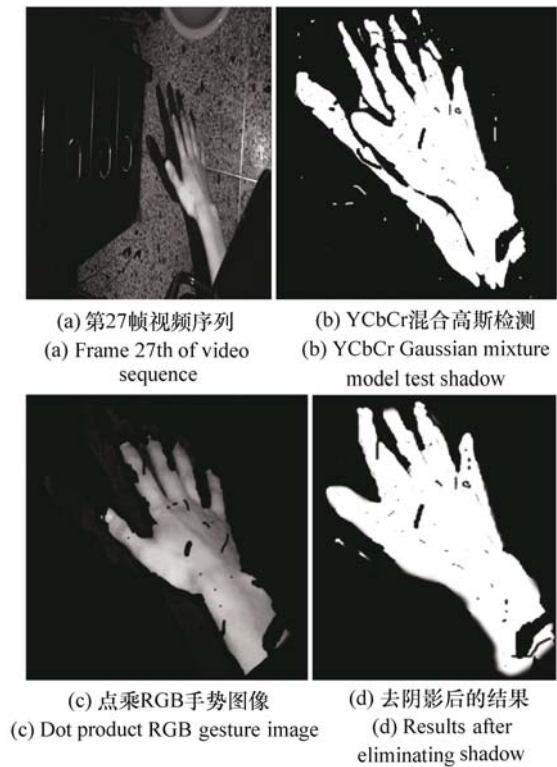 (a) 第27帧视频序列
(a) Frame 27th of video
sequence
(b) YCbCr混合高斯检测
(b) YCbCr Gaussian mixture
model test shadow
(c) 点乘RGB手势图像
(c) Dot product RGB gesture image
(d) 去阴影后的结果
(d) Results after
eliminating shadow